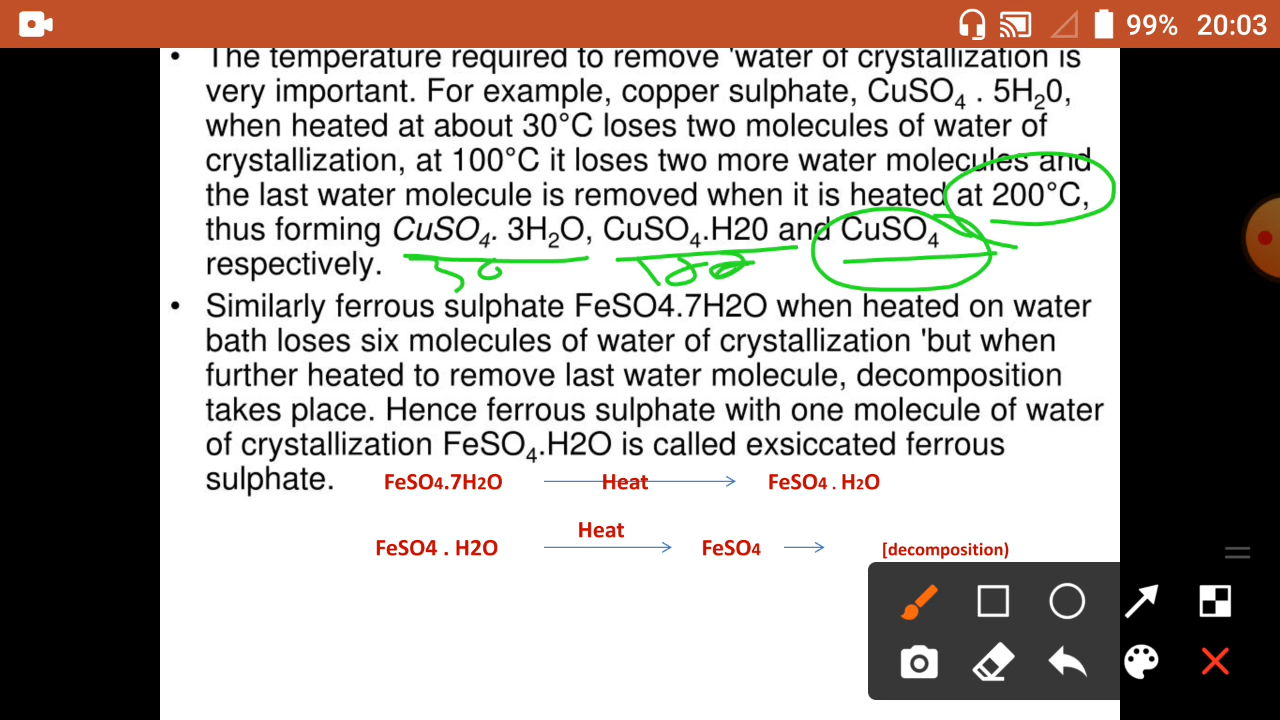 99% 20:03
• The temperature required to remove 'water of crystallization is
very important. For example, copper sulphate, CuSO₄ . 5H₂0,
when heated at about 30°C loses two molecules of water of
crystallization, at 100°C it loses two more water molecules and
the last water molecule is removed when it is heated at 200°C,
thus forming CuSO₄. 3H₂O, CuSO₄.H20 and CuSO₄
respectively.
• Similarly ferrous sulphate FeSO4.7H2O when heated on water
bath loses six molecules of water of crystallization 'but when
further heated to remove last water molecule, decomposition
takes place. Hence ferrous sulphate with one molecule of water
of crystallization FeSO₄.H2O is called exsiccated ferrous
sulphate.
FeSO4.7H2O Heat FeSO4 . H2O
Heat
FeSO4 . H2O FeSO4 [decomposition)